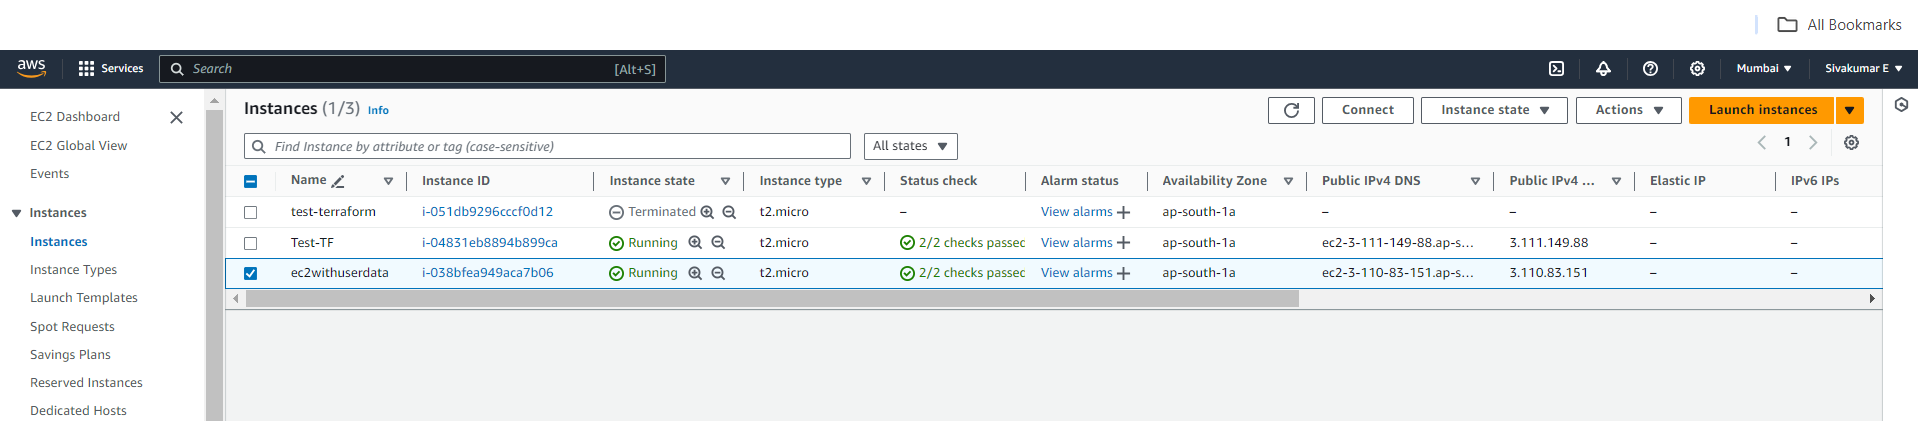 All Bookmarks
aws Services Search [Alt+S] Mumbai Sivakumar E
EC2 Dashboard
EC2 Global View
Events
Instances
Instances
Instance Types
Launch Templates
Spot Requests
Savings Plans
Reserved Instances
Dedicated Hosts
Instances (1/3) Info Connect Instance state Actions Launch instances
Find Instance by attribute or tag (case-sensitive) All states 1
Name Instance ID Instance state Instance type Status check Alarm status Availability Zone Public IPv4 DNS Public IPv4 ... Elastic IP IPv6 IPs
test-terraform i-051db9296cccf0d12 Terminated t2.micro – View alarms + ap-south-1a – – – –
Test-TF i-04831eb8894b899ca Running t2.micro 2/2 checks passec View alarms + ap-south-1a ec2-3-111-149-88.ap-s... 3.111.149.88 – –
ec2withuserdata i-038bfea949aca7b06 Running t2.micro 2/2 checks passec View alarms + ap-south-1a ec2-3-110-83-151.ap-s... 3.110.83.151 – –